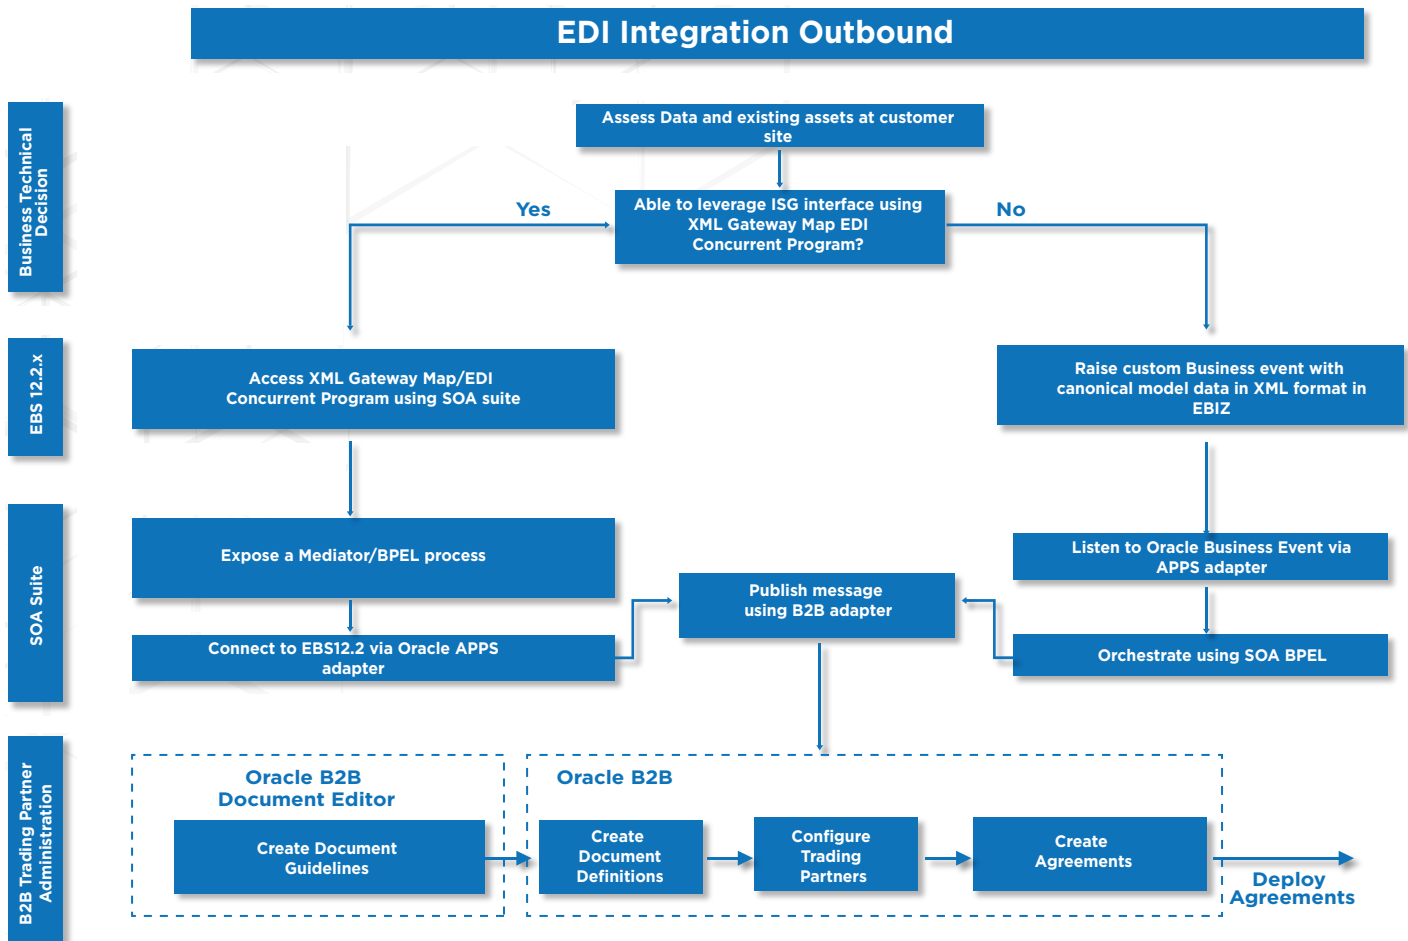 EDI Integration Outbound
Business Technical
Decision
Assess Data and existing assets at customer
site
Yes
Able to leverage ISG interface using
XML Gateway Map EDI
Concurrent Program?
No
EBS 12.2.x
Access XML Gateway Map/EDI
Concurrent Program using SOA suite
Raise custom Business event with
canonical model data in XML format in
EBIZ
SOA Suite
Expose a Mediator/BPEL process
Listen to Oracle Business Event via
APPS adapter
Publish message
using B2B adapter
Connect to EBS12.2 via Oracle APPS
adapter
Orchestrate using SOA BPEL
B2B Trading Partner
Administration
Oracle B2B
Document Editor
Create Document
Guidelines
Oracle B2B
Create
Document
Definitions
Configure
Trading
Partners
Create
Agreements
Deploy
Agreements